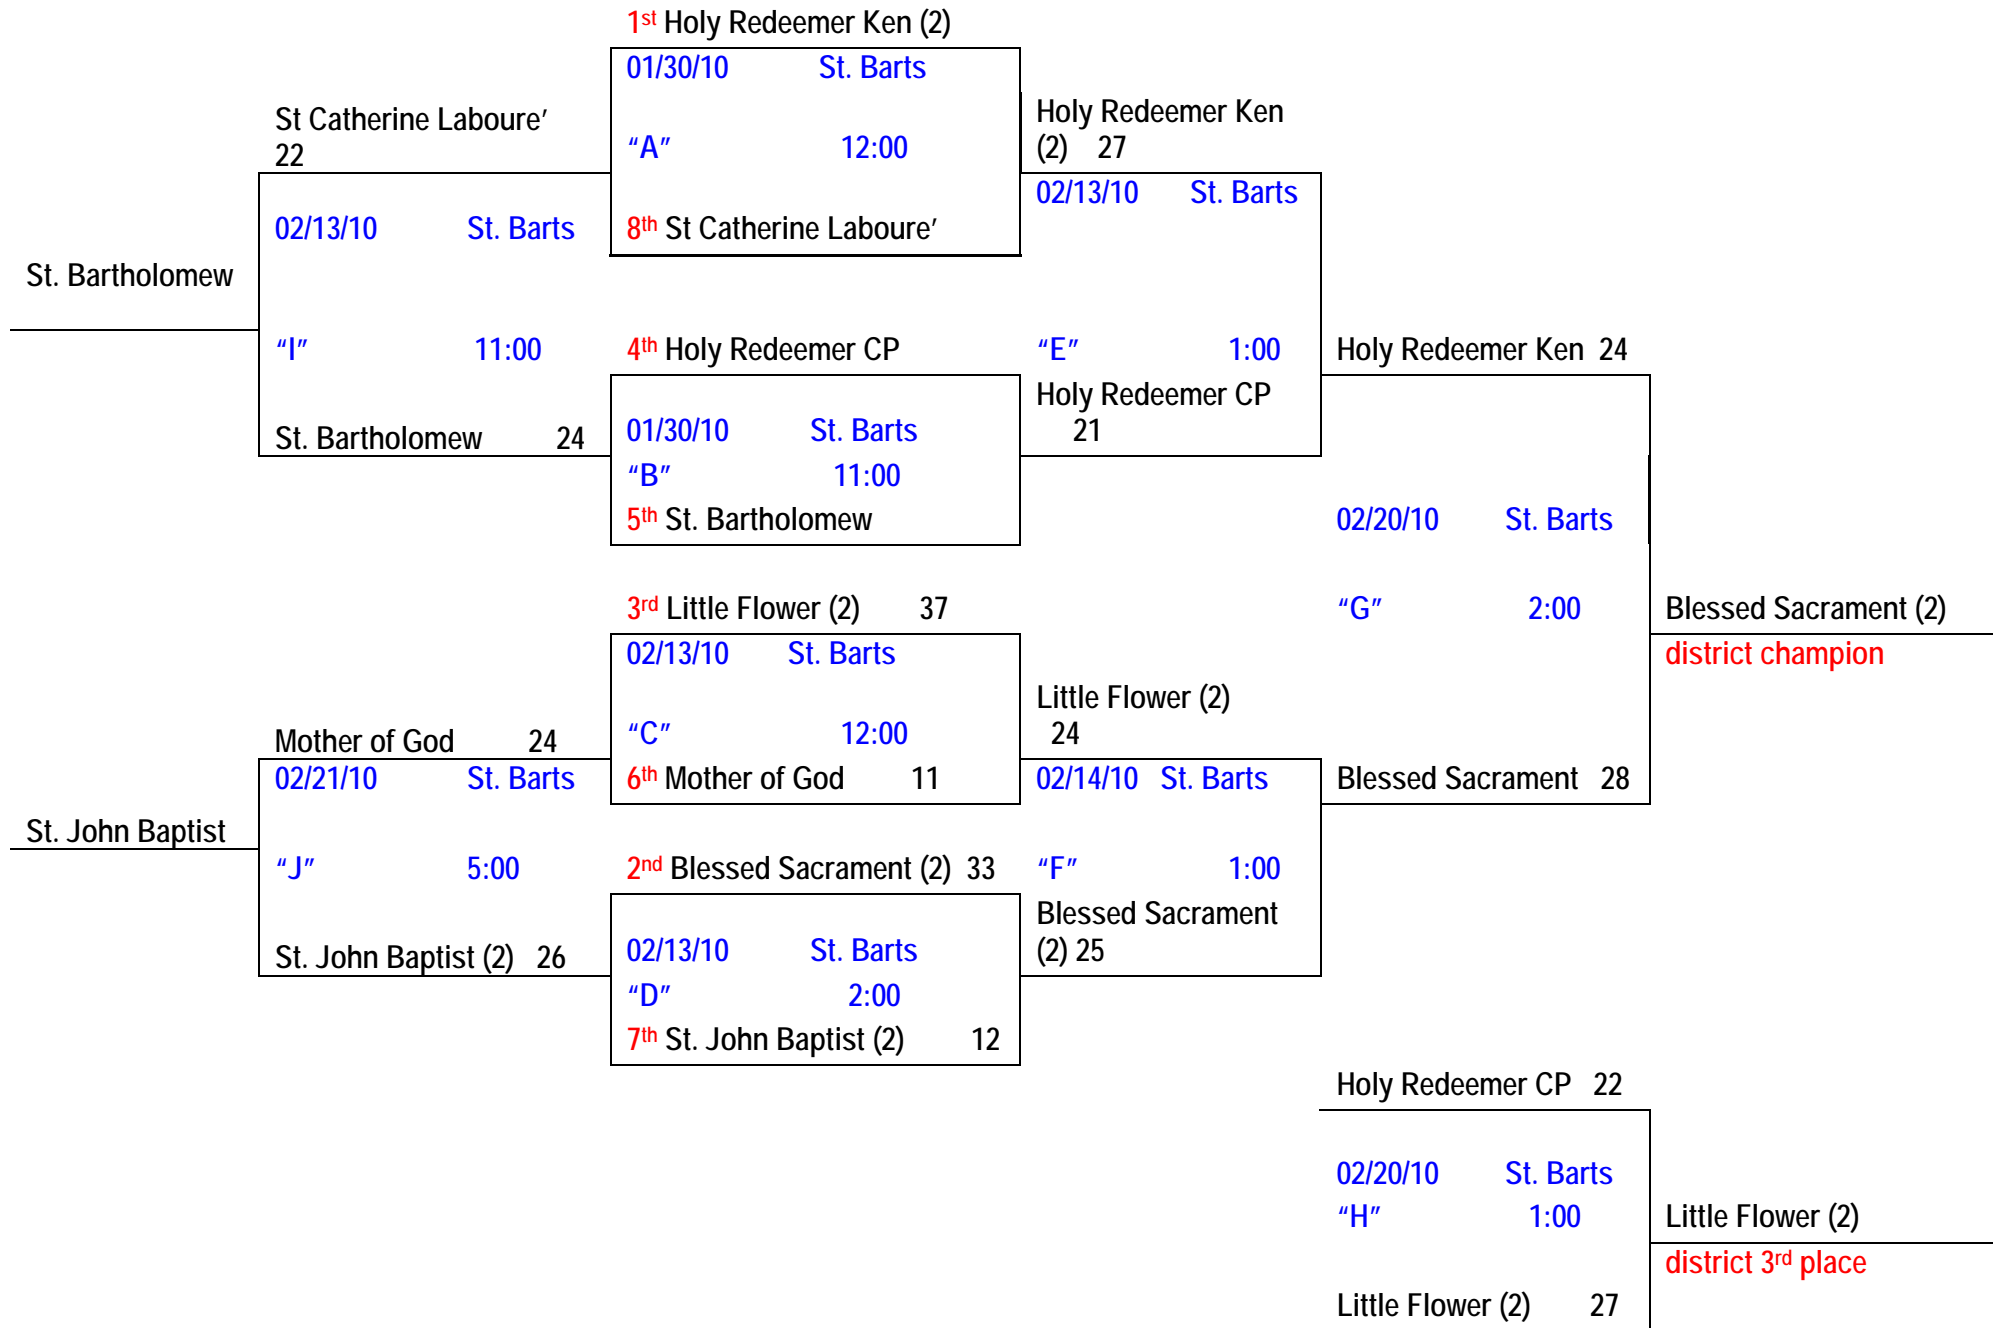 1st Holy Redeemer Ken (2)
01/30/10 St. Barts
St Catherine Laboure’
22
Holy Redeemer Ken
(2) 27
“A” 12:00
02/13/10 St. Barts
02/13/10 St. Barts
8th St Catherine Laboure’
St. Bartholomew
“I” 11:00
4th Holy Redeemer CP
“E” 1:00
Holy Redeemer Ken 24
Holy Redeemer CP
21
St. Bartholomew 24
01/30/10 St. Barts
“B” 11:00
5th St. Bartholomew
02/20/10 St. Barts
3rd Little Flower (2) 37
“G” 2:00
Blessed Sacrament (2)
district champion
02/13/10 St. Barts
Little Flower (2)
24
Mother of God 24
“C” 12:00
02/21/10 St. Barts
6th Mother of God 11
02/14/10 St. Barts
Blessed Sacrament 28
St. John Baptist
“J” 5:00
2nd Blessed Sacrament (2) 33
“F” 1:00
Blessed Sacrament
(2) 25
St. John Baptist (2) 26
02/13/10 St. Barts
“D” 2:00
7th St. John Baptist (2) 12
Holy Redeemer CP 22
02/20/10 St. Barts
“H” 1:00
Little Flower (2)
district 3rd place
Little Flower (2) 27